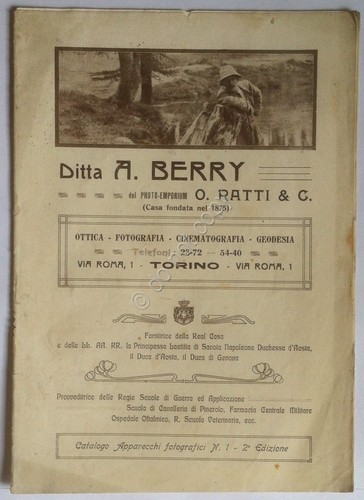 Ditta A. BERRY
del PHOTO-EMPORIUM O. RATTI & C.
(Casa fondata nel 1875)
OTTICA - FOTOGRAFIA - CINEMATOGRAFIA - GEODESIA
Telefoni 23-72 — 54-40
VIA ROMA, 1 - TORINO - VIA ROMA, 1
Fornitrice della Real Casa
e delle LL. AA. RR. la Principessa Laetitia di Savoia Napoleone Duchessa d'Aosta,
il Duca d'Aosta, il Duca di Genova
Provveditrice delle Regie Scuole di Guerra ed Applicazione
Scuola di Cavalleria di Pinerolo, Farmacia Centrale Militare
Ospedale Oftalmico, R. Scuola Veterinaria, ecc.
Catalogo Apparecchi fotografici N. 1 - 2ª Edizione